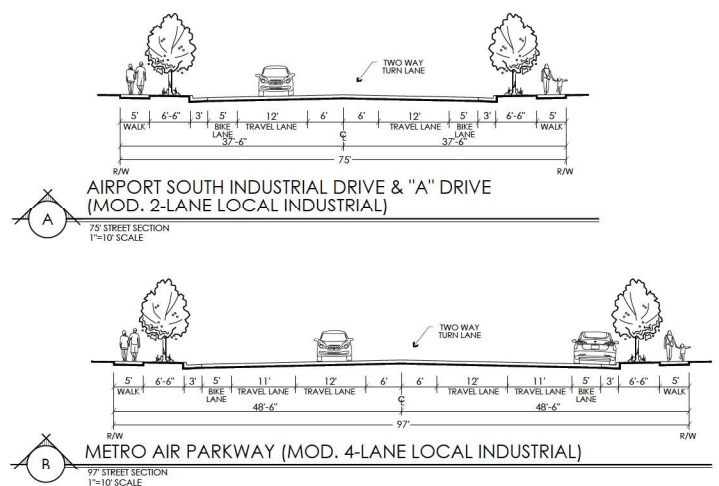 TWO WAY
TURN LANE
5' 6'-6" 3' 5' 12' 6' 6' 12' 5' 3' 6'-6" 5'
WALK BIKE LANE TRAVEL LANE ℄ TRAVEL LANE BIKE LANE WALK
37'-6" 37'-6"
75'
R/W R/W
A
AIRPORT SOUTH INDUSTRIAL DRIVE & "A" DRIVE
(MOD. 2-LANE LOCAL INDUSTRIAL)
75' STREET SECTION
1"=10' SCALE
TWO WAY
TURN LANE
5' 6'-6" 3' 5' 11' 12' 6' 6' 12' 11' 5' 3' 6'-6" 5'
WALK BIKE LANE TRAVEL LANE TRAVEL LANE ℄ TRAVEL LANE TRAVEL LANE BIKE LANE WALK
48'-6" 48'-6"
97'
R/W R/W
B
METRO AIR PARKWAY (MOD. 4-LANE LOCAL INDUSTRIAL)
97' STREET SECTION
1"=10' SCALE